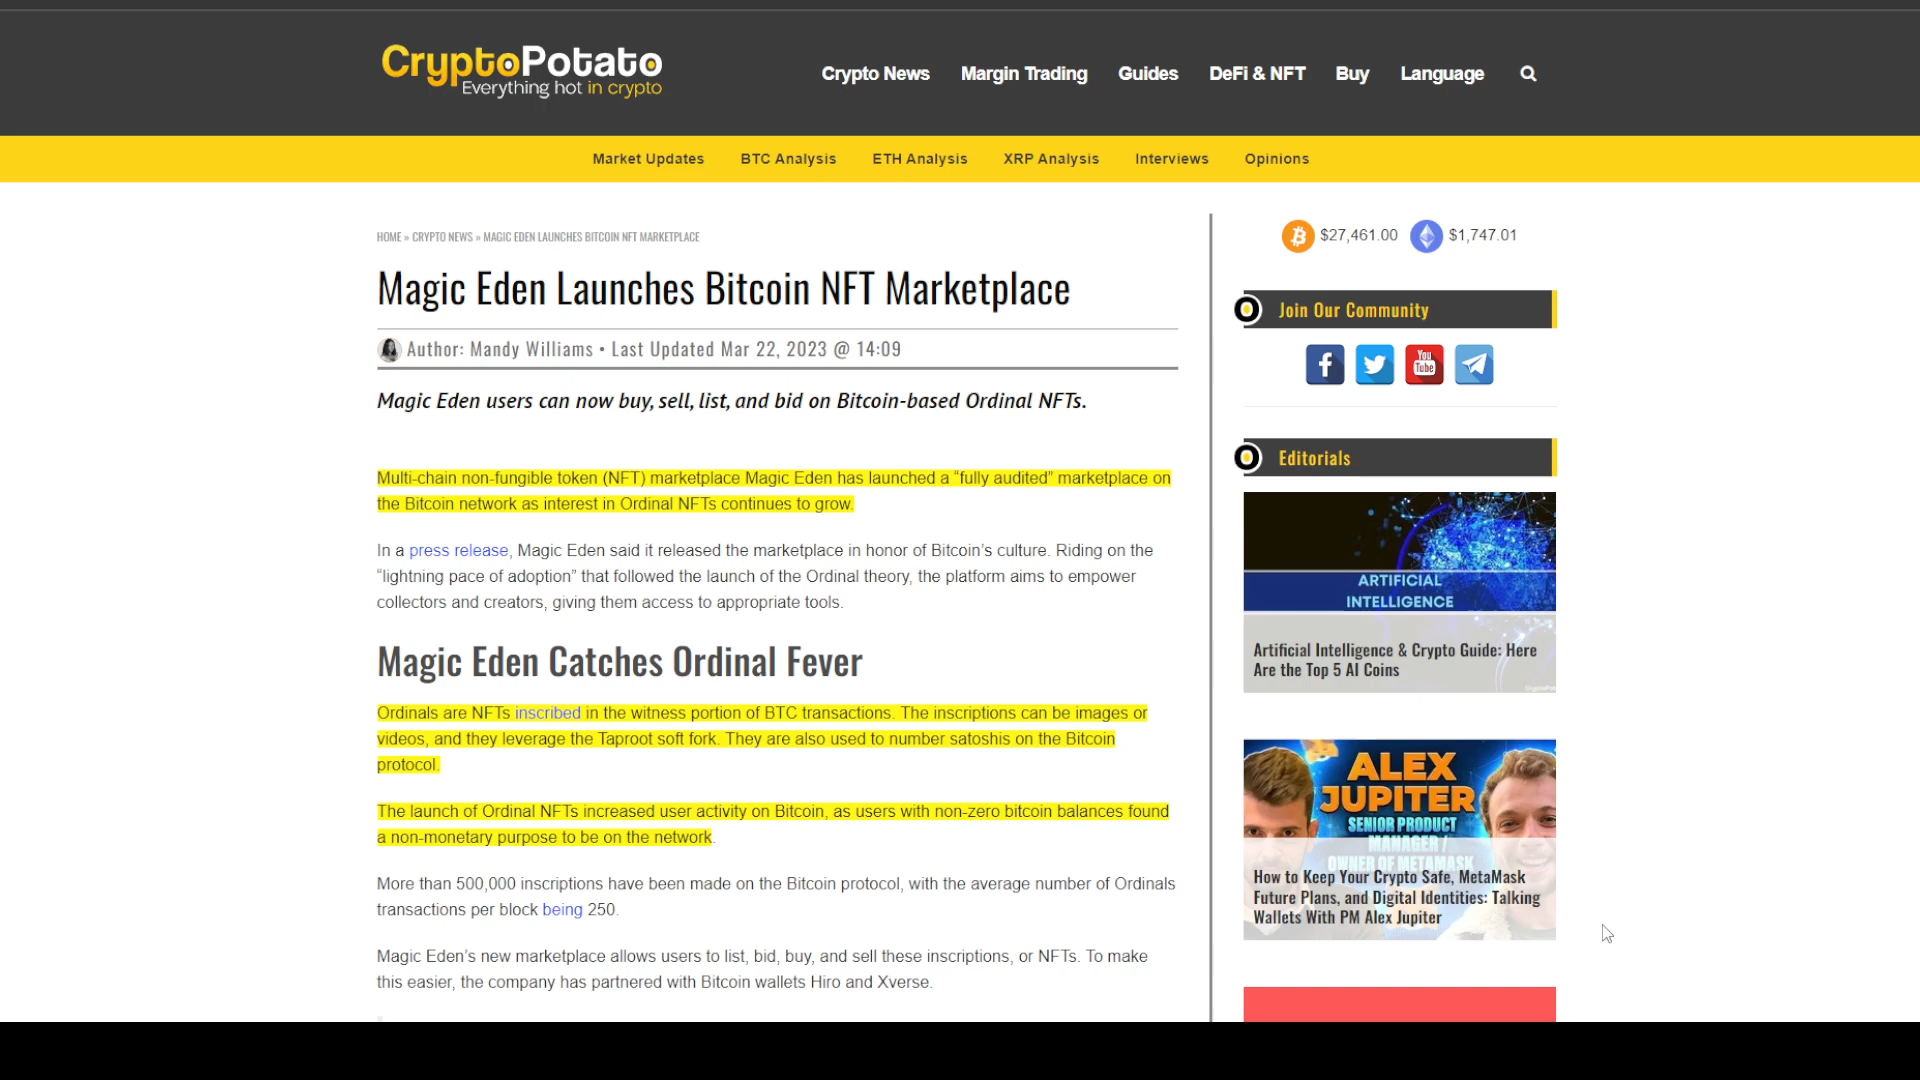 CryptoPotato
Everything hot in crypto
Crypto News Margin Trading Guides DeFi & NFT Buy Language
Market Updates BTC Analysis ETH Analysis XRP Analysis Interviews Opinions
HOME » CRYPTO NEWS » MAGIC EDEN LAUNCHES BITCOIN NFT MARKETPLACE
Magic Eden Launches Bitcoin NFT Marketplace
Author: Mandy Williams • Last Updated Mar 22, 2023 @ 14:09
Magic Eden users can now buy, sell, list, and bid on Bitcoin-based Ordinal NFTs.
Multi-chain non-fungible token (NFT) marketplace Magic Eden has launched a “fully audited” marketplace on
the Bitcoin network as interest in Ordinal NFTs continues to grow.
In a press release, Magic Eden said it released the marketplace in honor of Bitcoin’s culture. Riding on the
“lightning pace of adoption” that followed the launch of the Ordinal theory, the platform aims to empower
collectors and creators, giving them access to appropriate tools.
Magic Eden Catches Ordinal Fever
Ordinals are NFTs inscribed in the witness portion of BTC transactions. The inscriptions can be images or
videos, and they leverage the Taproot soft fork. They are also used to number satoshis on the Bitcoin
protocol.
The launch of Ordinal NFTs increased user activity on Bitcoin, as users with non-zero bitcoin balances found
a non-monetary purpose to be on the network.
More than 500,000 inscriptions have been made on the Bitcoin protocol, with the average number of Ordinals
transactions per block being 250.
Magic Eden’s new marketplace allows users to list, bid, buy, and sell these inscriptions, or NFTs. To make
this easier, the company has partnered with Bitcoin wallets Hiro and Xverse.
$27,461.00 $1,747.01
Join Our Community
You
Tube
Editorials
ARTIFICIAL
INTELLIGENCE
Artificial Intelligence & Crypto Guide: Here
Are the Top 5 AI Coins
ALEX
JUPITER
SENIOR PRODUCT
MANAGER /
OWNER OF METAMASK
How to Keep Your Crypto Safe, MetaMask
Future Plans, and Digital Identities: Talking
Wallets With PM Alex Jupiter